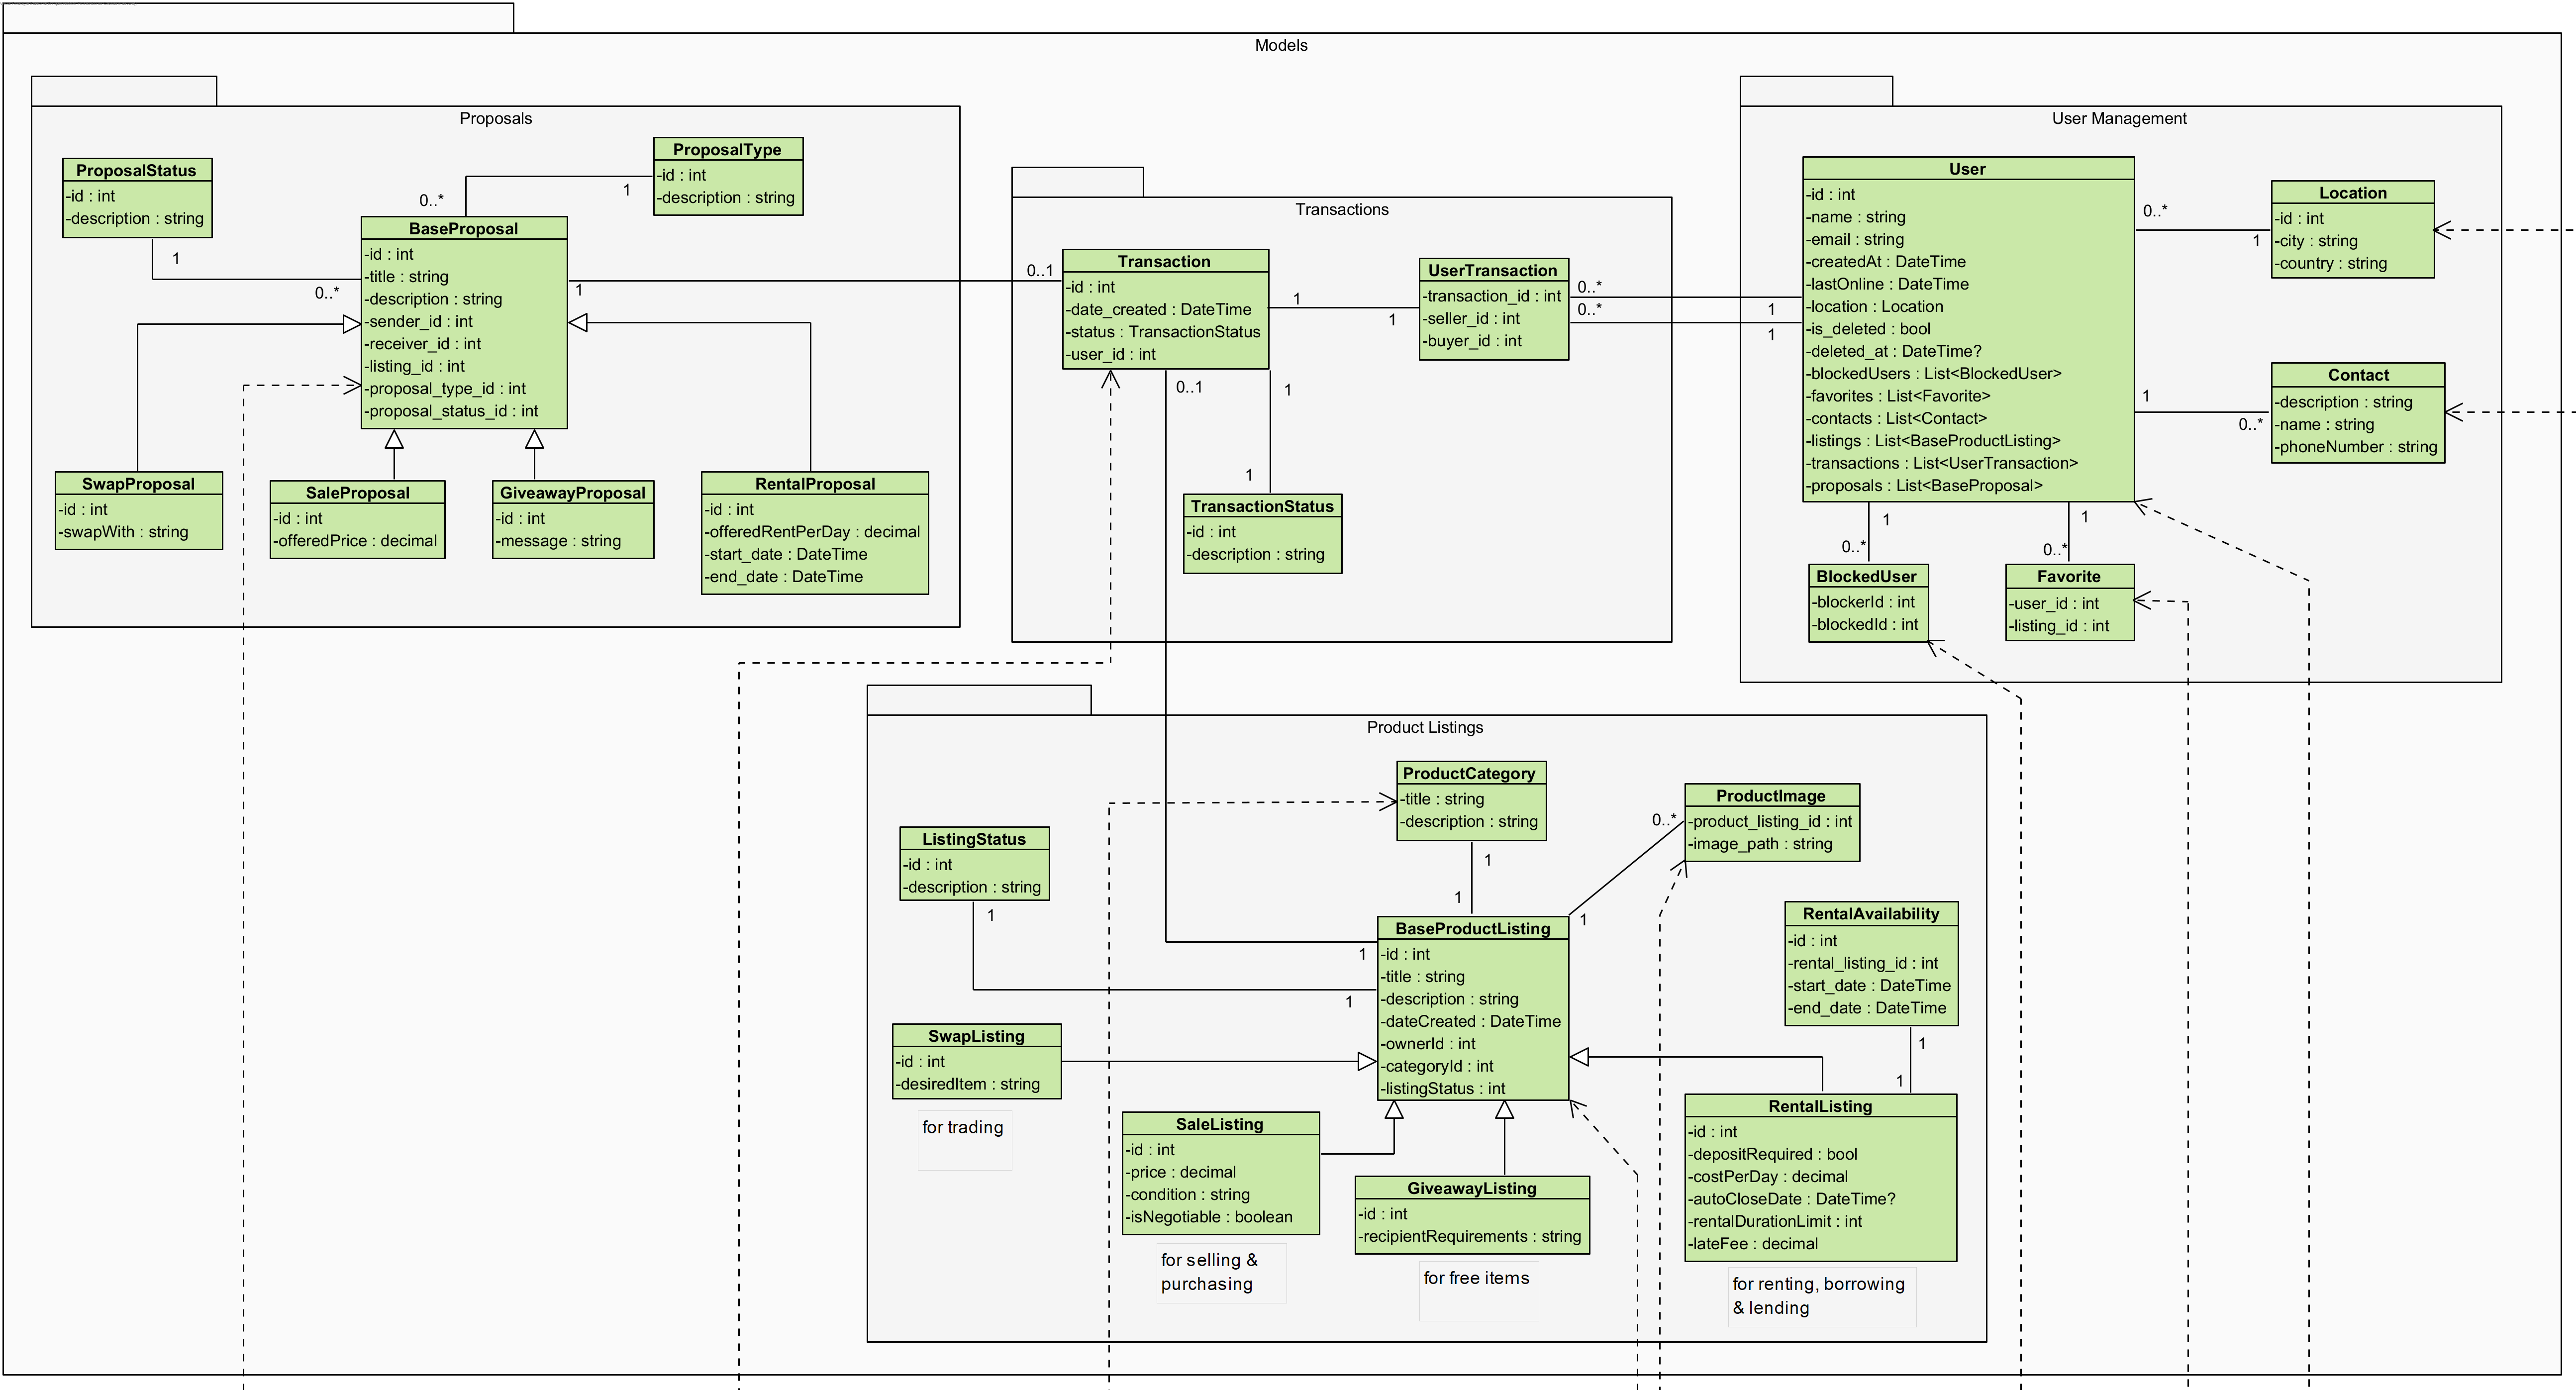 Models
Proposals
ProposalStatus
-id : int
-description : string
1
0..*
ProposalType
-id : int
-description : string
1
0..*
BaseProposal
-id : int
-title : string
-description : string
-sender_id : int
-receiver_id : int
-listing_id : int
-proposal_type_id : int
-proposal_status_id : int
1
SwapProposal
-id : int
-swapWith : string
SaleProposal
-id : int
-offeredPrice : decimal
GiveawayProposal
-id : int
-message : string
RentalProposal
-id : int
-offeredRentPerDay : decimal
-start_date : DateTime
-end_date : DateTime
Transactions
0..1
Transaction
-id : int
-date_created : DateTime
-status : TransactionStatus
-user_id : int
1
1
UserTransaction
-transaction_id : int
-seller_id : int
-buyer_id : int
0..*
0..*
1
1
0..1
1
1
TransactionStatus
-id : int
-description : string
User Management
User
-id : int
-name : string
-email : string
-createdAt : DateTime
-lastOnline : DateTime
-location : Location
-is_deleted : bool
-deleted_at : DateTime?
-blockedUsers : List<BlockedUser>
-favorites : List<Favorite>
-contacts : List<Contact>
-listings : List<BaseProductListing>
-transactions : List<UserTransaction>
-proposals : List<BaseProposal>
0..*
1
Location
-id : int
-city : string
-country : string
1
0..*
Contact
-description : string
-name : string
-phoneNumber : string
1
0..*
BlockedUser
-blockerId : int
-blockedId : int
1
0..*
Favorite
-user_id : int
-listing_id : int
Product Listings
ProductCategory
-title : string
-description : string
1
1
ProductImage
-product_listing_id : int
-image_path : string
0..*
1
ListingStatus
-id : int
-description : string
1
1
1
BaseProductListing
-id : int
-title : string
-description : string
-dateCreated : DateTime
-ownerId : int
-categoryId : int
-listingStatus : int
RentalAvailability
-id : int
-rental_listing_id : int
-start_date : DateTime
-end_date : DateTime
1
1
SwapListing
-id : int
-desiredItem : string
for trading
SaleListing
-id : int
-price : decimal
-condition : string
-isNegotiable : boolean
for selling &
purchasing
GiveawayListing
-id : int
-recipientRequirements : string
for free items
RentalListing
-id : int
-depositRequired : bool
-costPerDay : decimal
-autoCloseDate : DateTime?
-rentalDurationLimit : int
-lateFee : decimal
for renting, borrowing
& lending